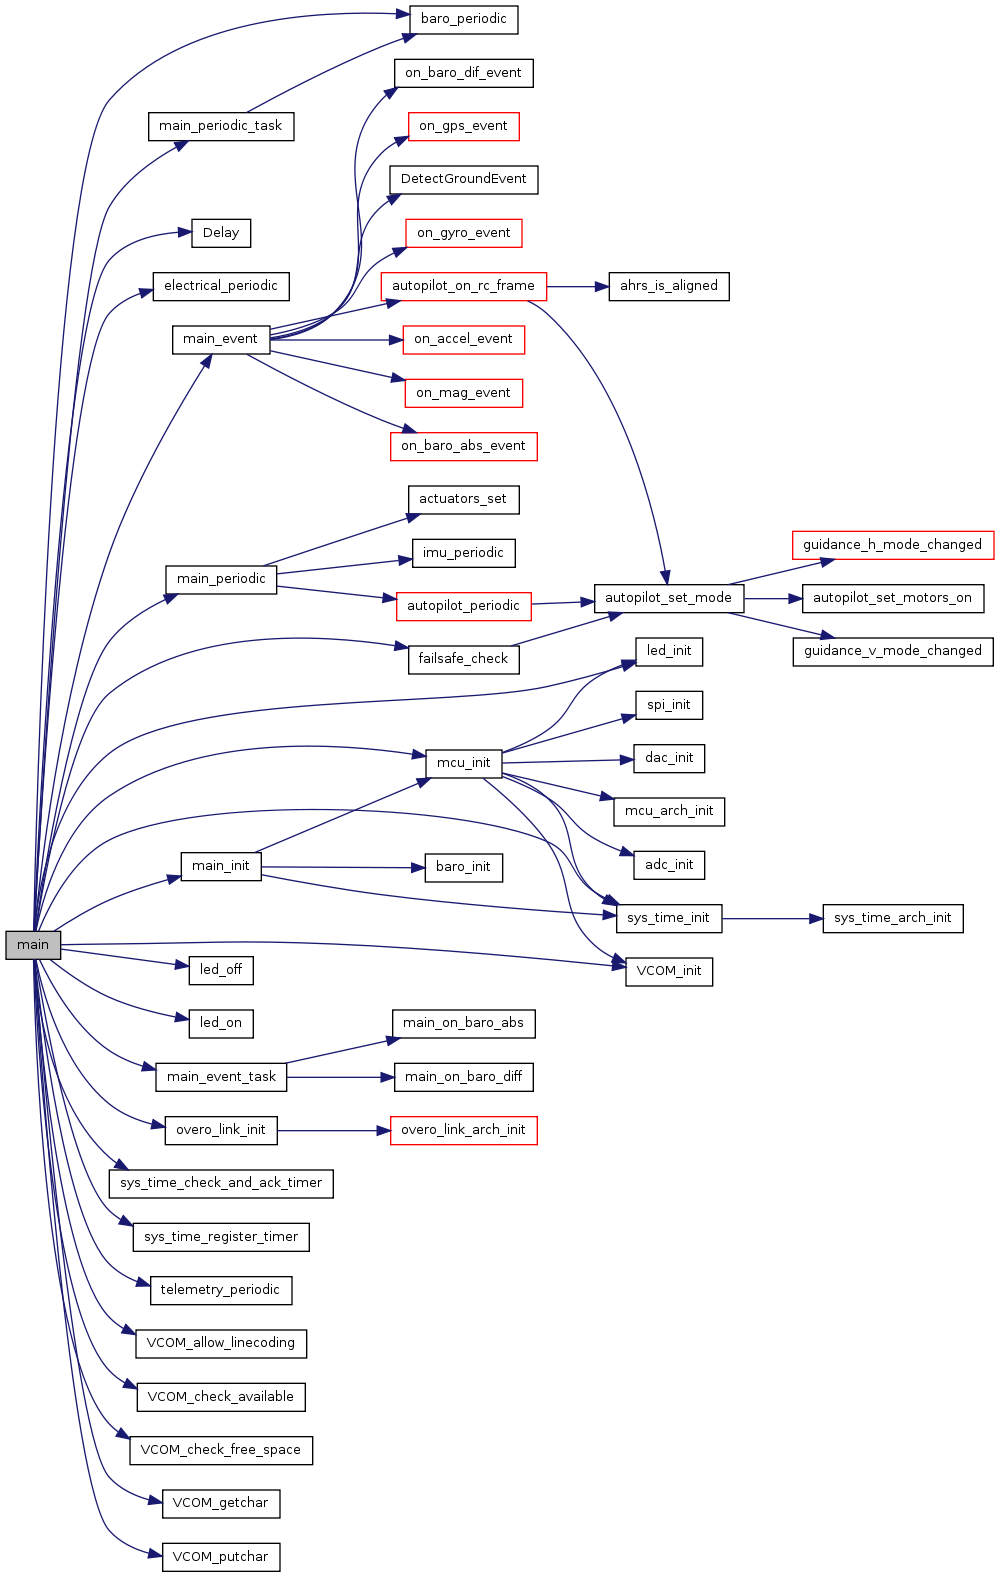 baro_periodic
on_baro_dif_event
main_periodic_task
on_gps_event
DetectGroundEvent
Delay
on_gyro_event
electrical_periodic
autopilot_on_rc_frame
ahrs_is_aligned
main_event
on_accel_event
on_mag_event
on_baro_abs_event
actuators_set
imu_periodic
guidance_h_mode_changed
main_periodic
autopilot_periodic
autopilot_set_mode
autopilot_set_motors_on
failsafe_check
led_init
guidance_v_mode_changed
spi_init
mcu_init
dac_init
mcu_arch_init
main_init
baro_init
adc_init
sys_time_init
sys_time_arch_init
main
led_off
VCOM_init
led_on
main_on_baro_abs
main_event_task
main_on_baro_diff
overo_link_init
overo_link_arch_init
sys_time_check_and_ack_timer
sys_time_register_timer
telemetry_periodic
VCOM_allow_linecoding
VCOM_check_available
VCOM_check_free_space
VCOM_getchar
VCOM_putchar